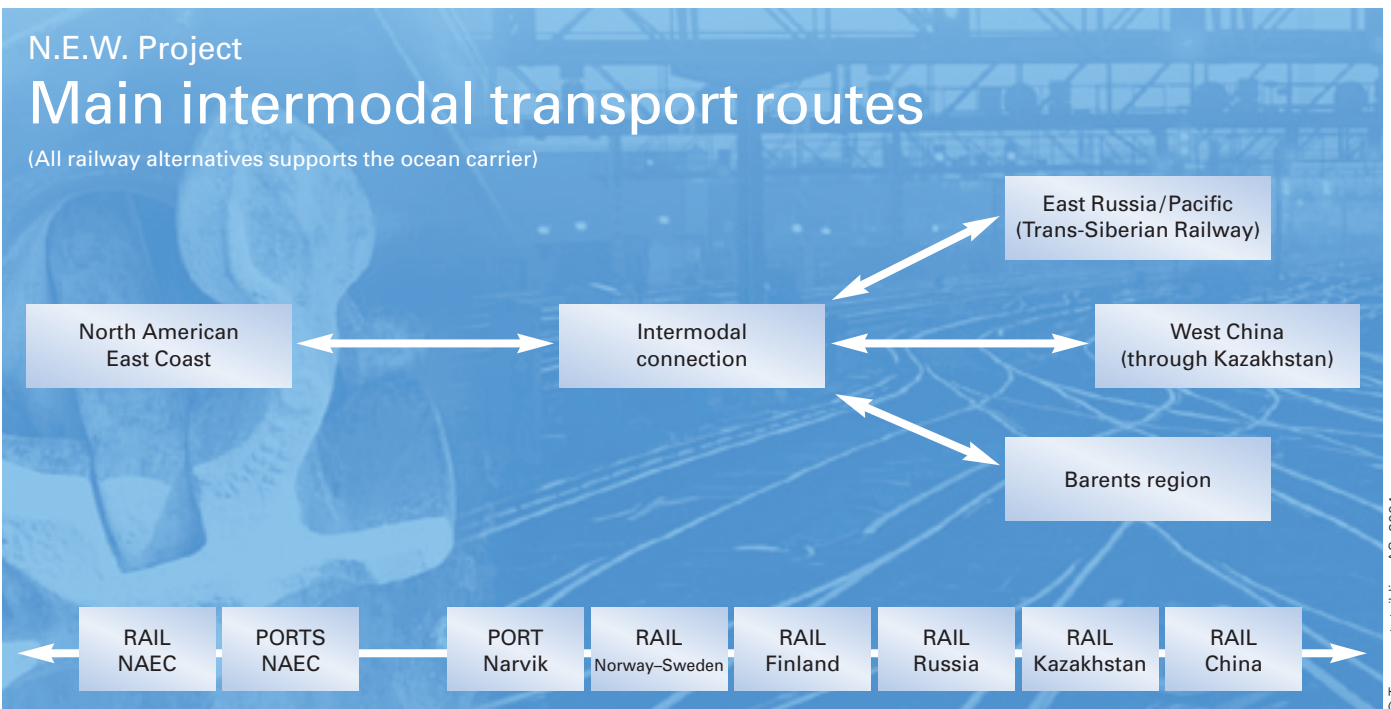 N.E.W. Project
Main intermodal transport routes
(All railway alternatives supports the ocean carrier)
East Russia/Pacific
(Trans-Siberian Railway)
North American
East Coast
Intermodal
connection
West China
(through Kazakhstan)
Barents region
RAIL
NAEC
PORTS
NAEC
PORT
Narvik
RAIL
Norway–Sweden
RAIL
Finland
RAIL
Russia
RAIL
Kazakhstan
RAIL
China